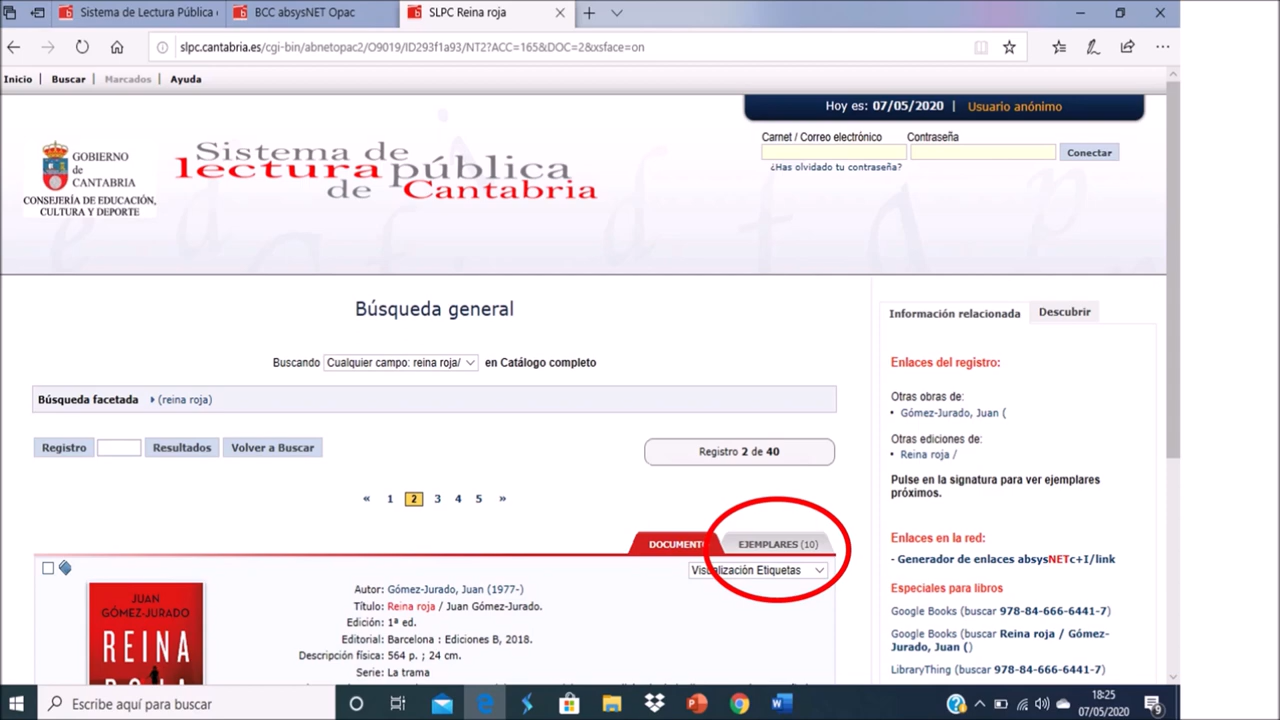 Sistema de Lectura Pública
BCC absysNET Opac
SLPC Reina roja
slpc.cantabria.es/cgi-bin/abnetopac2/O9019/ID293f1a93/NT2?ACC=165&DOC=2&xsface=on
Inicio | Buscar | Marcados | Ayuda
Hoy es: 07/05/2020 | Usuario anónimo
Carnet / Correo electrónico Contraseña
Conectar
¿Has olvidado tu contraseña?
GOBIERNO
de
CANTABRIA
CONSEJERÍA DE EDUCACIÓN,
CULTURA Y DEPORTE
Sistema de
lectura pública
de Cantabria
Búsqueda general
Buscando Cualquier campo: reina roja/ en Catálogo completo
Búsqueda facetada (reina roja)
Registro Resultados Volver a Buscar
Registro 2 de 40
« 1 2 3 4 5 »
DOCUMENTO EJEMPLARES (10)
Visualización Etiquetas
JUAN
GÓMEZ-JURADO
REINA
ROJA
Autor: Gómez-Jurado, Juan (1977-)
Título: Reina roja / Juan Gómez-Jurado.
Edición: 1ª ed.
Editorial: Barcelona : Ediciones B, 2018.
Descripción física: 564 p. ; 24 cm.
Serie: La trama
Información relacionada Descubrir
Enlaces del registro:
Otras obras de:
• Gómez-Jurado, Juan (
Otras ediciones de:
• Reina roja /
Pulse en la signatura para ver ejemplares
próximos.
Enlaces en la red:
- Generador de enlaces absysNETc+I/link
Especiales para libros
Google Books (buscar 978-84-666-6441-7)
Google Books (buscar Reina roja / Gómez-
Jurado, Juan ()
LibraryThing (buscar 978-84-666-6441-7)
Escribe aquí para buscar
18:25
07/05/2020
9